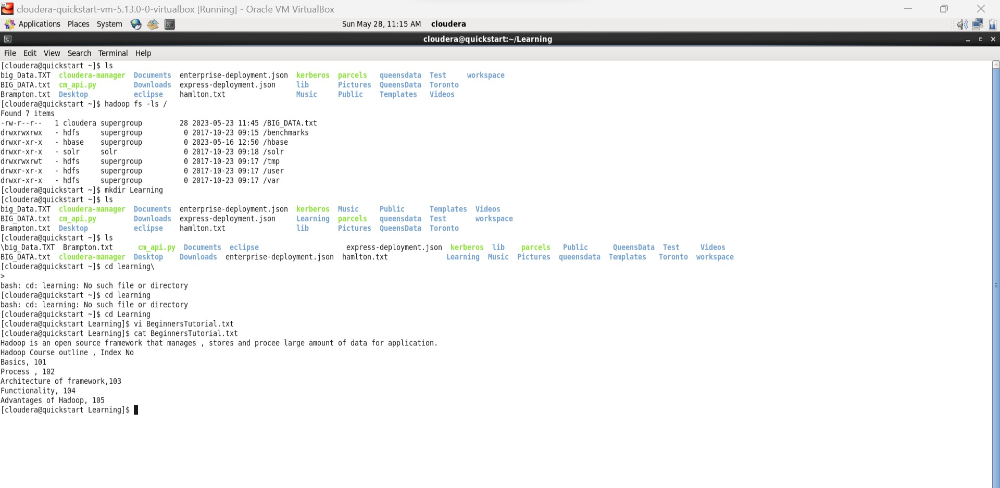 cloudera-quickstart-vm-5.13.0-0-virtualbox [Running] - Oracle VM VirtualBox
Applications Places System Sun May 28, 11:15 AM cloudera
cloudera@quickstart:~/Learning
File Edit View Search Terminal Help
[cloudera@quickstart ~]$ ls
big_Data.TXT cloudera-manager Documents enterprise-deployment.json kerberos parcels queensdata Test workspace
BIG_DATA.txt cm_api.py Downloads express-deployment.json lib Pictures QueensData Toronto
Brampton.txt Desktop eclipse hamlton.txt Music Public Templates Videos
[cloudera@quickstart ~]$ hadoop fs -ls /
Found 7 items
-rw-r--r-- 1 cloudera supergroup 28 2023-05-23 11:45 /BIG_DATA.txt
drwxrwxrwx - hdfs supergroup 0 2017-10-23 09:15 /benchmarks
drwxr-xr-x - hbase supergroup 0 2023-05-16 12:50 /hbase
drwxr-xr-x - solr solr 0 2017-10-23 09:18 /solr
drwxrwxrwt - hdfs supergroup 0 2017-10-23 09:17 /tmp
drwxr-xr-x - hdfs supergroup 0 2017-10-23 09:17 /user
drwxr-xr-x - hdfs supergroup 0 2017-10-23 09:17 /var
[cloudera@quickstart ~]$ mkdir Learning
[cloudera@quickstart ~]$ ls
big_Data.TXT cloudera-manager Documents enterprise-deployment.json kerberos Music Public Templates Videos
BIG_DATA.txt cm_api.py Downloads express-deployment.json Learning parcels queensdata Test workspace
Brampton.txt Desktop eclipse hamlton.txt lib Pictures QueensData Toronto
[cloudera@quickstart ~]$ ls
\big_Data.TXT Brampton.txt cm_api.py Documents eclipse express-deployment.json kerberos lib parcels Public QueensData Test Videos
BIG_DATA.txt cloudera-manager Desktop Downloads enterprise-deployment.json hamlton.txt Learning Music Pictures queensdata Templates Toronto workspace
[cloudera@quickstart ~]$ cd learning\
>
bash: cd: learning: No such file or directory
[cloudera@quickstart ~]$ cd learning
bash: cd: learning: No such file or directory
[cloudera@quickstart ~]$ cd Learning
[cloudera@quickstart Learning]$ vi BeginnersTutorial.txt
[cloudera@quickstart Learning]$ cat BeginnersTutorial.txt
Hadoop is an open source framework that manages , stores and procee large amount of data for application.
Hadoop Course outline , Index No
Basics, 101
Process , 102
Architecture of framework,103
Functionality, 104
Advantages of Hadoop, 105
[cloudera@quickstart Learning]$